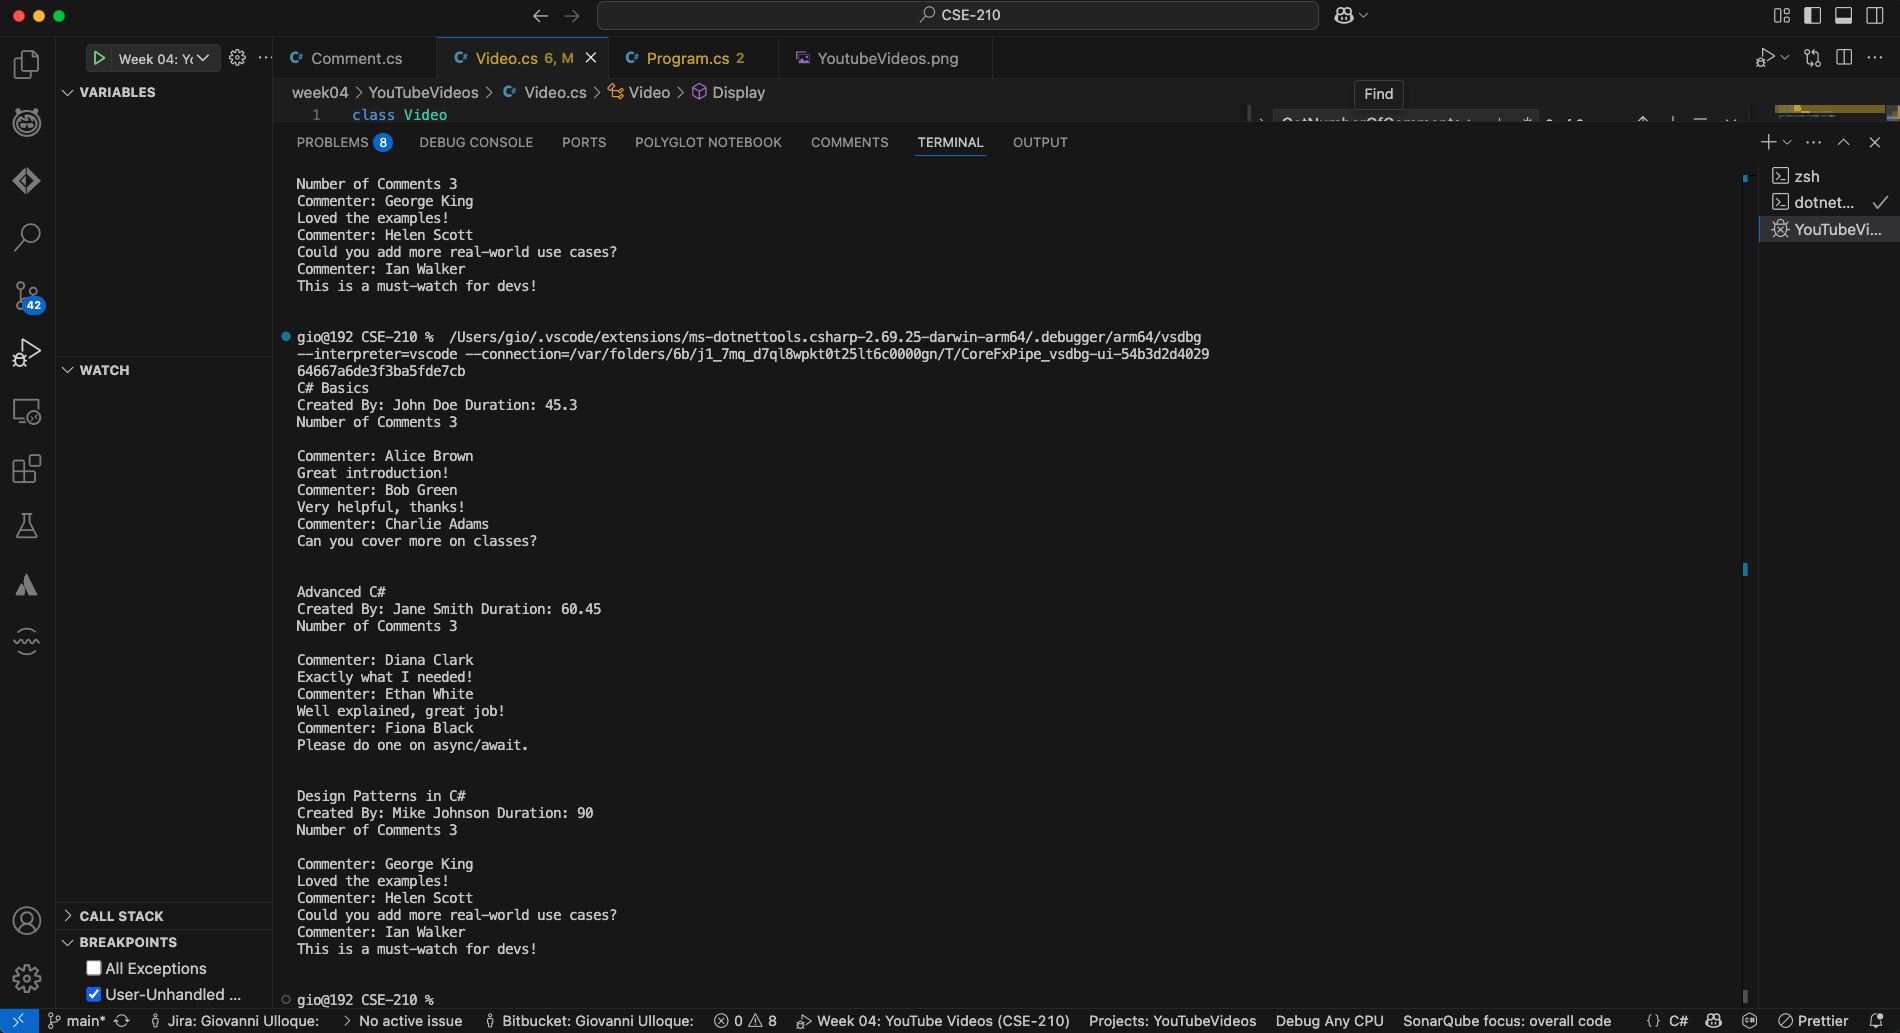 CSE-210
Week 04: Yo
Comment.cs
Video.cs 6, M
Program.cs 2
YoutubeVideos.png
VARIABLES
week04 > YouTubeVideos > Video.cs > Video > Display
Find
1 class Video
PROBLEMS 8 DEBUG CONSOLE PORTS POLYGLOT NOTEBOOK COMMENTS TERMINAL OUTPUT
zsh
dotnet...
YouTubeVi...
Number of Comments 3
Commenter: George King
Loved the examples!
Commenter: Helen Scott
Could you add more real-world use cases?
Commenter: Ian Walker
This is a must-watch for devs!
gio@192 CSE-210 % /Users/gio/.vscode/extensions/ms-dotnettools.csharp-2.69.25-darwin-arm64/.debugger/arm64/vsdbg
--interpreter=vscode --connection=/var/folders/6b/j1_7mq_d7ql8wpkt0t25lt6c0000gn/T/CoreFxPipe_vsdbg-ui-54b3d2d4029
64667a6de3f3ba5fde7cb
C# Basics
Created By: John Doe Duration: 45.3
Number of Comments 3
Commenter: Alice Brown
Great introduction!
Commenter: Bob Green
Very helpful, thanks!
Commenter: Charlie Adams
Can you cover more on classes?
Advanced C#
Created By: Jane Smith Duration: 60.45
Number of Comments 3
Commenter: Diana Clark
Exactly what I needed!
Commenter: Ethan White
Well explained, great job!
Commenter: Fiona Black
Please do one on async/await.
Design Patterns in C#
Created By: Mike Johnson Duration: 90
Number of Comments 3
Commenter: George King
Loved the examples!
Commenter: Helen Scott
Could you add more real-world use cases?
Commenter: Ian Walker
This is a must-watch for devs!
gio@192 CSE-210 %
42
WATCH
CALL STACK
BREAKPOINTS
All Exceptions
User-Unhandled ...
main* Jira: Giovanni Ulloque: > No active issue Bitbucket: Giovanni Ulloque: 0 8 Week 04: YouTube Videos (CSE-210) Projects: YouTubeVideos Debug Any CPU SonarQube focus: overall code {} C# Prettier